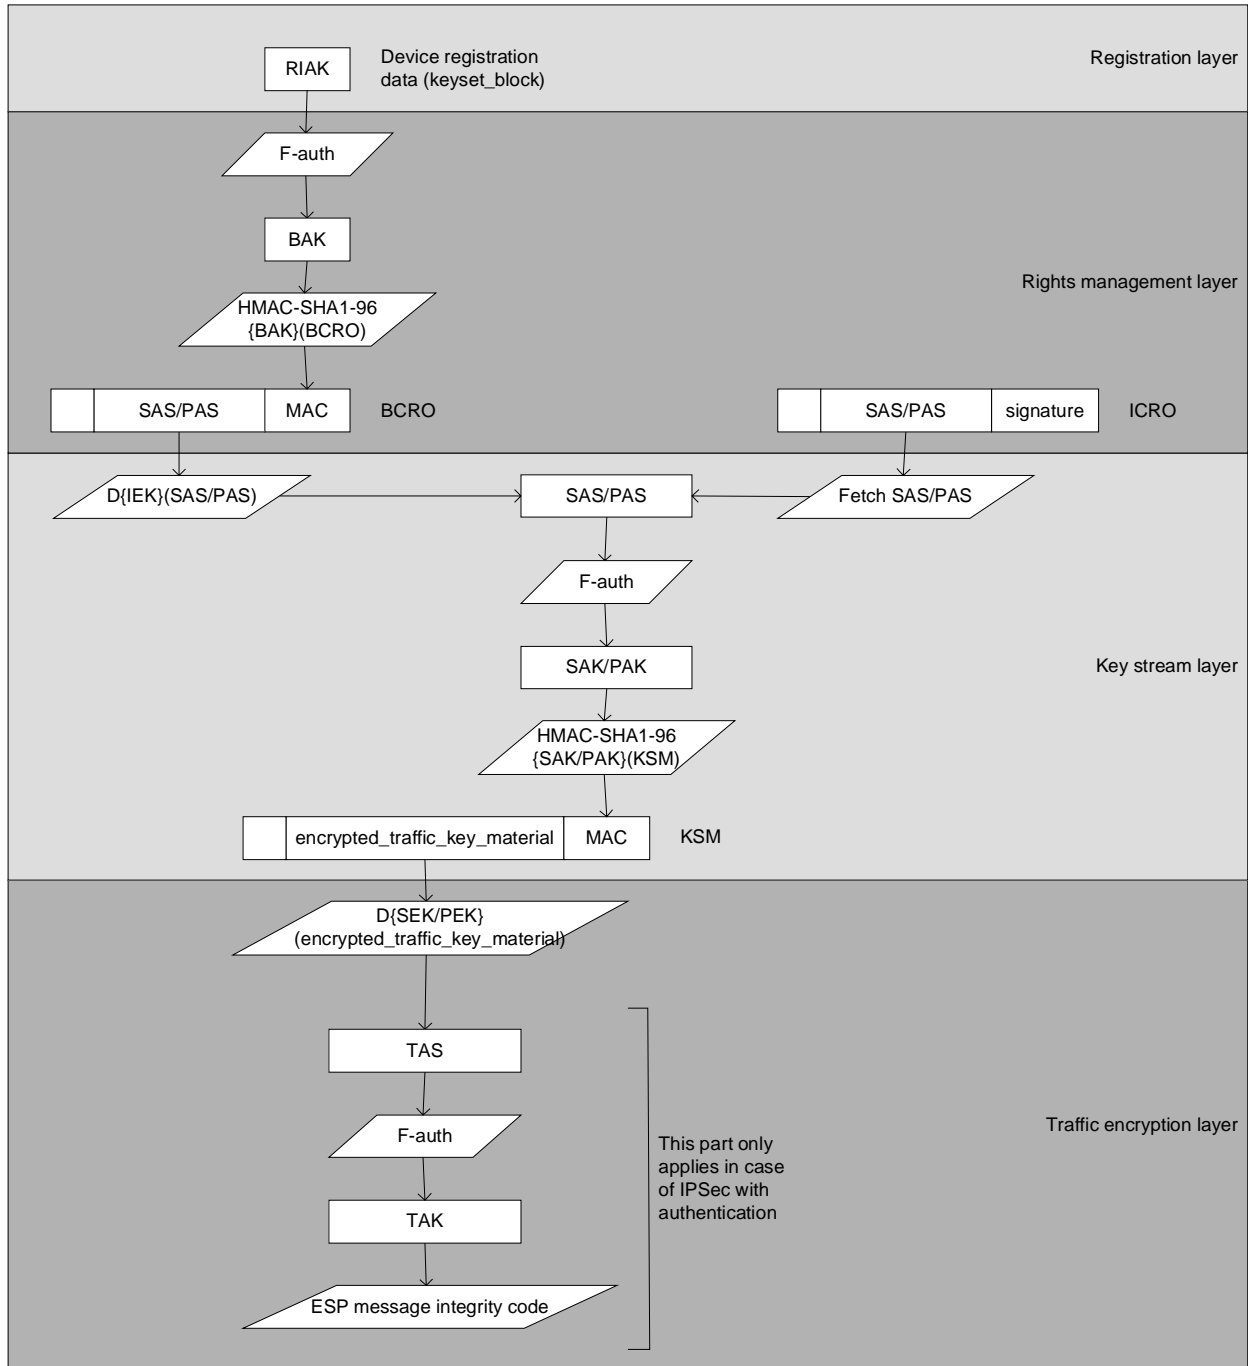 RIAK
Device registration
data (keyset_block)
Registration layer
F-auth
BAK
Rights management layer
HMAC-SHA1-96
{BAK}(BCRO)
SAS/PAS
MAC
BCRO
SAS/PAS
signature
ICRO
D{IEK}(SAS/PAS)
SAS/PAS
Fetch SAS/PAS
F-auth
SAK/PAK
Key stream layer
HMAC-SHA1-96
{SAK/PAK}(KSM)
encrypted_traffic_key_material
MAC
KSM
D{SEK/PEK}
(encrypted_traffic_key_material)
TAS
F-auth
Traffic encryption layer
This part only
applies in case
of IPSec with
authentication
TAK
ESP message integrity code